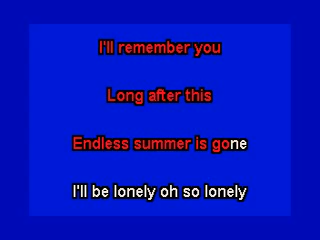 I'll remember you
Long after this
Endless summer is gone
I'll be lonely oh so lonely